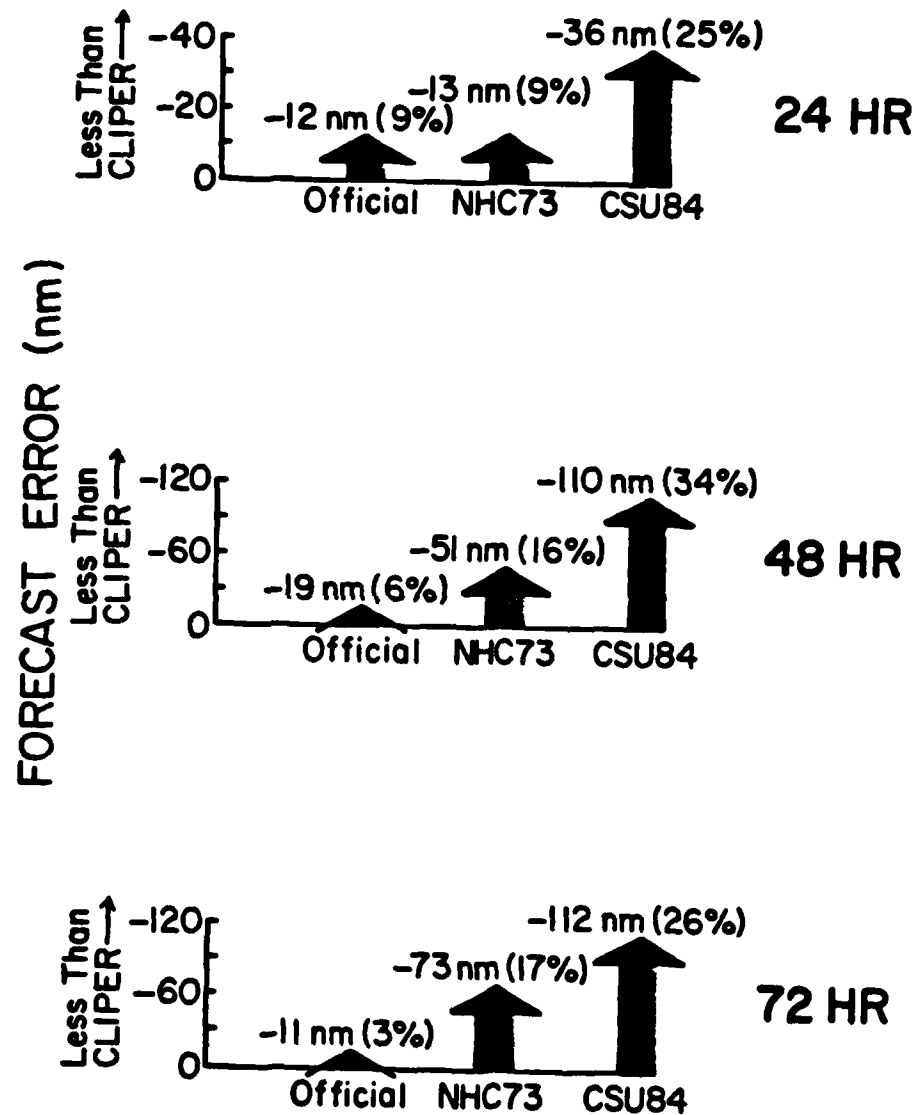 FORECAST ERROR (nm)
Less Than
CLIPER→
-40
-20
0
-12 nm (9%)
-13 nm (9%)
-36 nm (25%)
Official NHC73 CSU84
24 HR
Less Than
CLIPER→
-120
-60
0
-19 nm (6%)
-51 nm (16%)
-110 nm (34%)
Official NHC73 CSU84
48 HR
Less Than
CLIPER→
-120
-60
0
-11 nm (3%)
-73 nm (17%)
-112 nm (26%)
Official NHC73 CSU84
72 HR